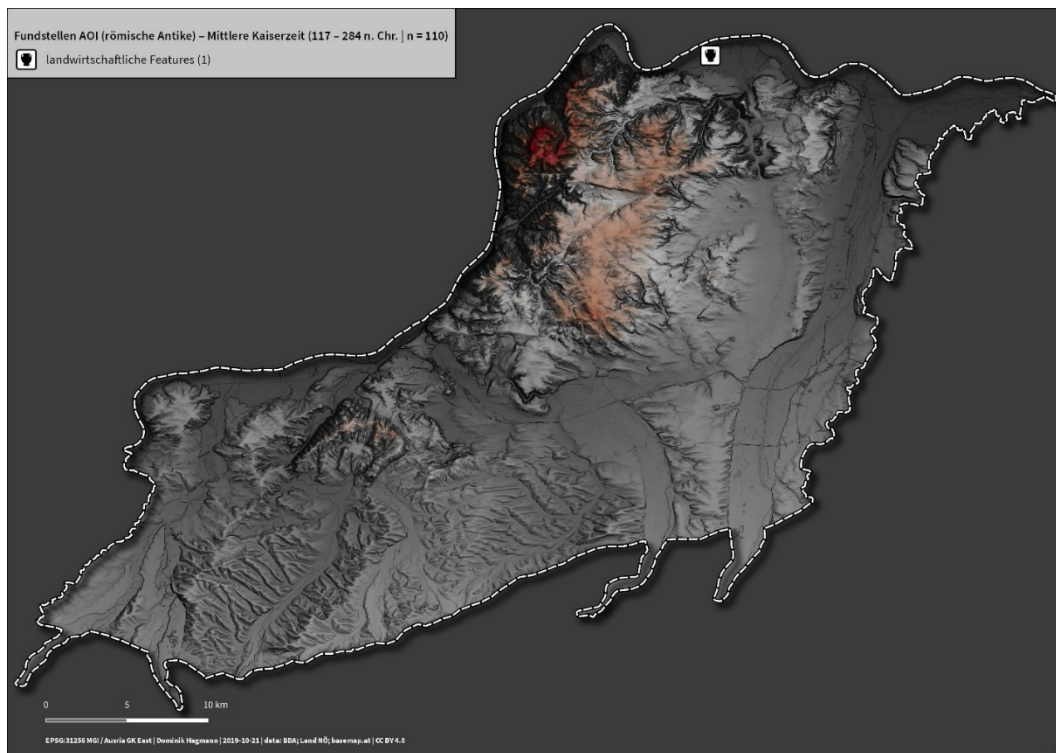 Fundstellen AOI (römische Antike) – Mittlere Kaiserzeit (117 – 284 n. Chr. | n = 110)
landwirtschaftliche Features (1)
0 5 10 km
EPSG:31256 MGI / Ausria GK East | Dominik Hagmann | 2019-10-21 | data: BDA; Land NÖ; basemap.at | CC BY 4.0